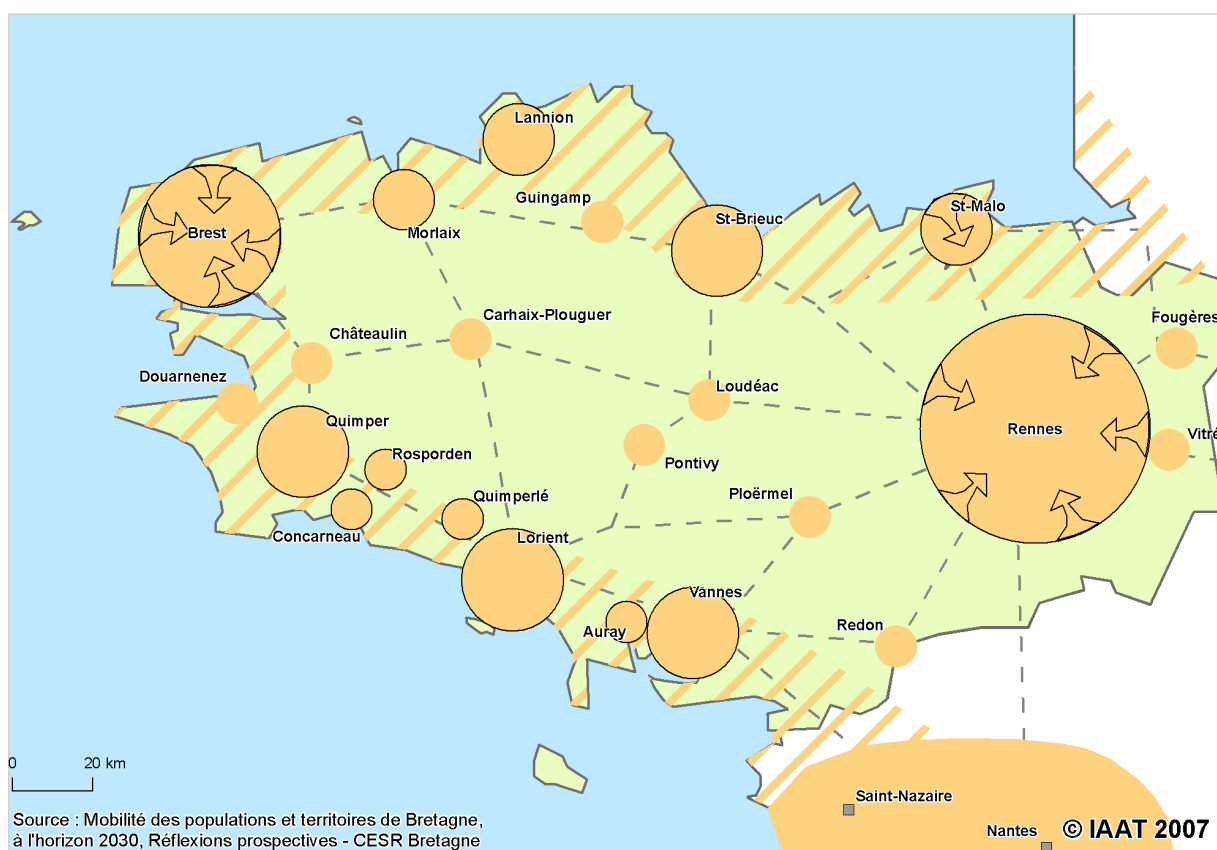 Lannion
Guingamp
St-Brieuc
St-Malo
Brest
Morlaix
Fougères
Carhaix-Plouguer
Châteaulin
Douarnenez
Loudéac
Quimper
Rennes
Vitré
Rosporden
Pontivy
Ploërmel
Quimperlé
Concarneau
Lorient
Vannes
Auray
Redon
0 20 km
Saint-Nazaire
Source : Mobilité des populations et territoires de Bretagne,
à l'horizon 2030, Réflexions prospectives - CESR Bretagne
Nantes
© IAAT 2007